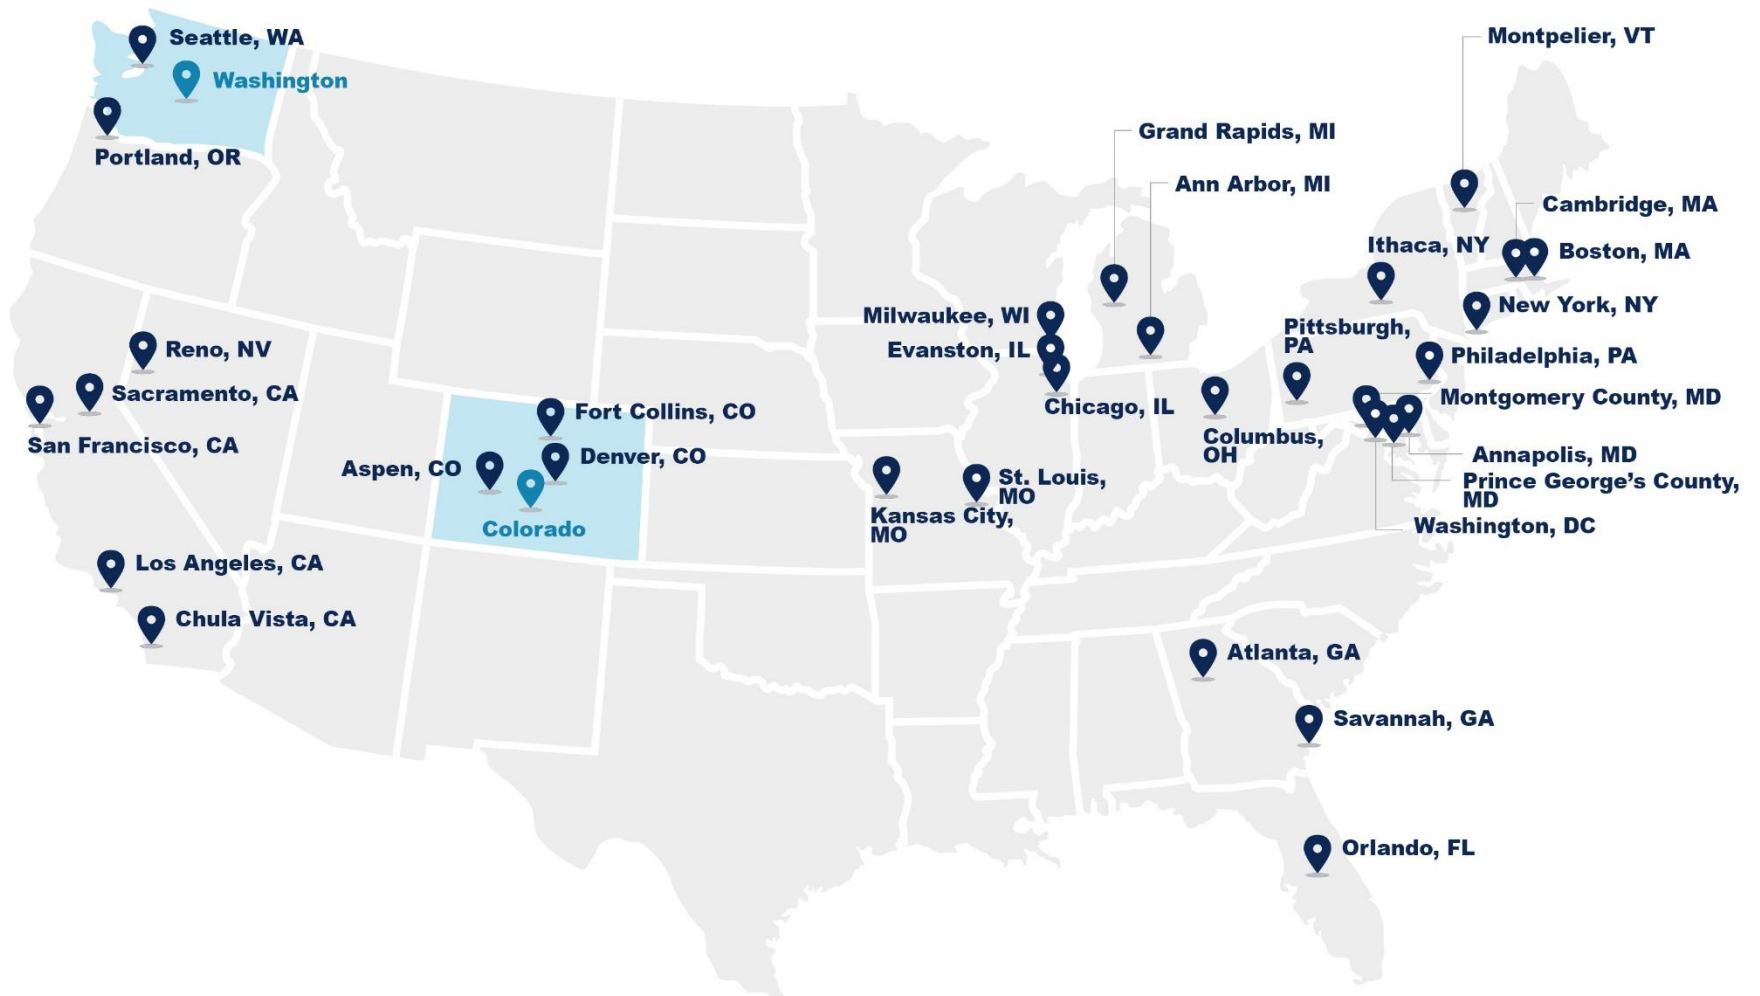 Seattle, WA
Washington
Portland, OR
Montpelier, VT
Grand Rapids, MI
Ann Arbor, MI
Cambridge, MA
Ithaca, NY
Boston, MA
New York, NY
Milwaukee, WI
Evanston, IL
Pittsburgh,
PA
Philadelphia, PA
Reno, NV
Sacramento, CA
San Francisco, CA
Fort Collins, CO
Aspen, CO
Denver, CO
Colorado
Chicago, IL
Montgomery County, MD
Columbus,
OH
Annapolis, MD
Prince George's County,
MD
Washington, DC
St. Louis,
MO
Kansas City,
MO
Los Angeles, CA
Chula Vista, CA
Atlanta, GA
Savannah, GA
Orlando, FL